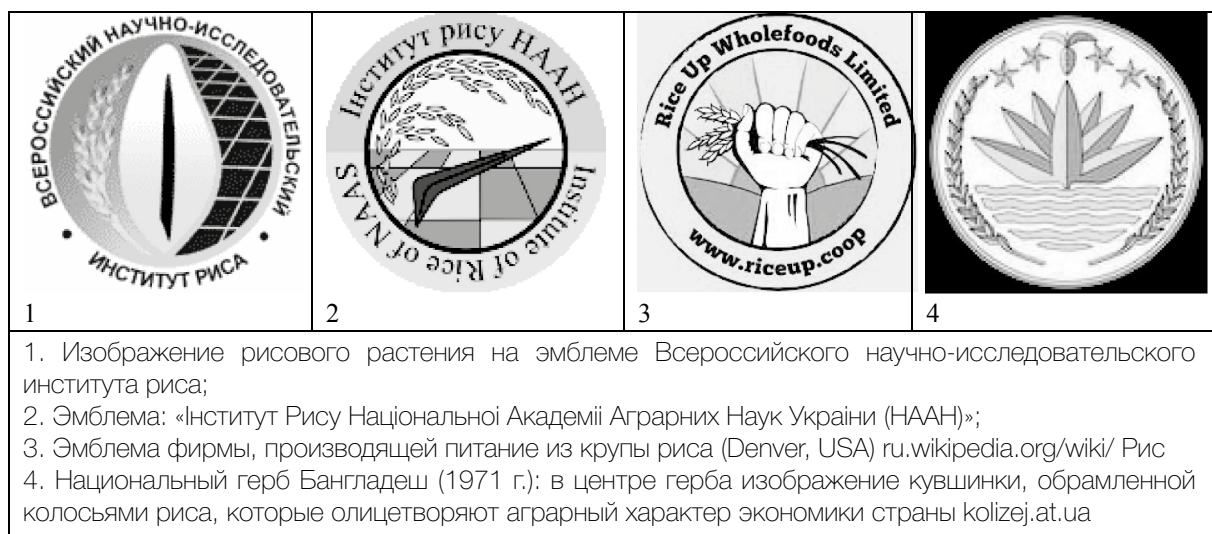 ВСЕРОССИЙСКИЙ НАУЧНО-ИССЛЕДОВАТЕЛЬСКИЙ
ИНСТИТУТ РИСА
Інститут рису НААН
Institute of Rice of NAAS
Rice Up Wholefoods Limited
www.riceup.coop
1
2
3
4
1. Изображение рисового растения на эмблеме Всероссийского научно-исследовательского
института риса;
2. Эмблема: «Інститут Рису Національноі Академіі Аграрних Наук Украіни (НААН)»;
3. Эмблема фирмы, производящей питание из крупы риса (Denver, USA) ru.wikipedia.org/wiki/ Рис
4. Национальный герб Бангладеш (1971 г.): в центре герба изображение кувшинки, обрамленной
колосьями риса, которые олицетворяют аграрный характер экономики страны kolizej.at.ua